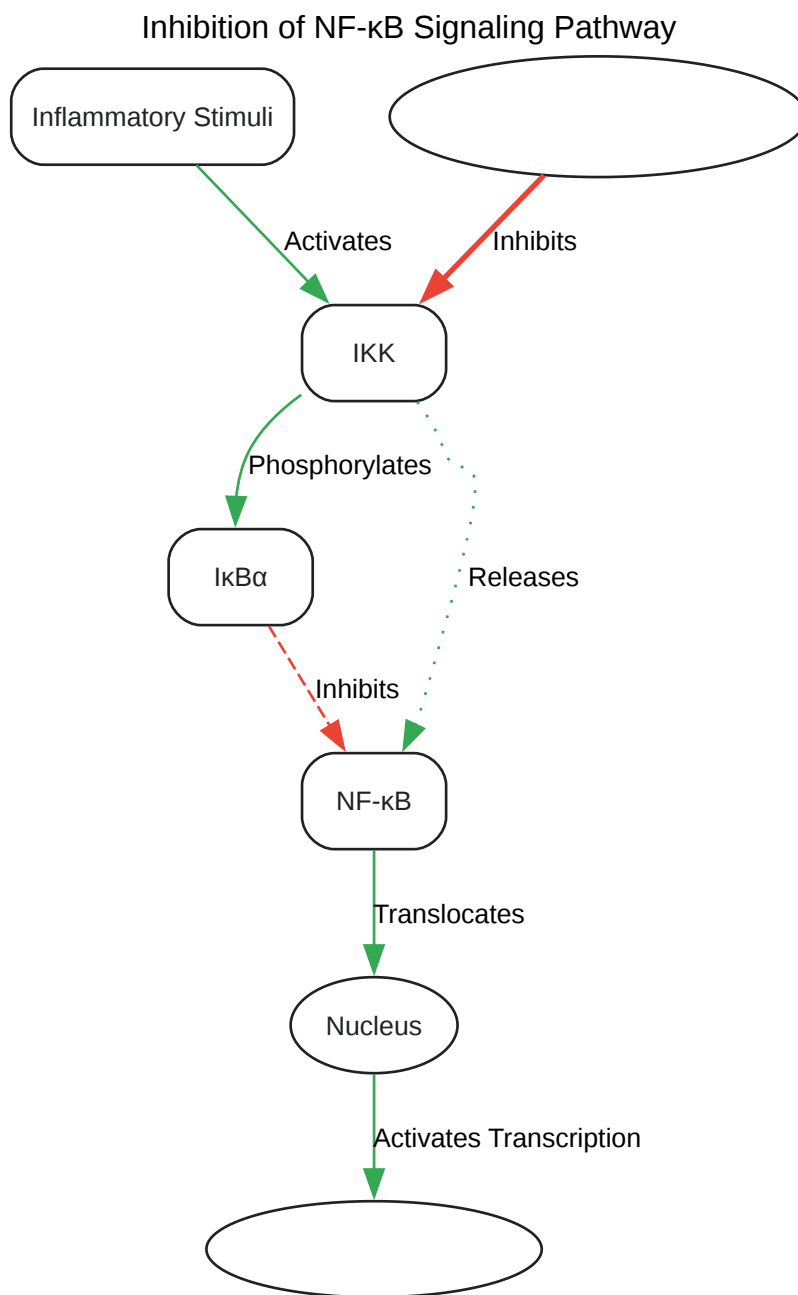 Inhibition of NF-κB Signaling Pathway
Inflammatory Stimuli
Activates
Inhibits
IKK
Phosphorylates
IκBα
Releases
Inhibits
NF-κB
Translocates
Nucleus
Activates Transcription